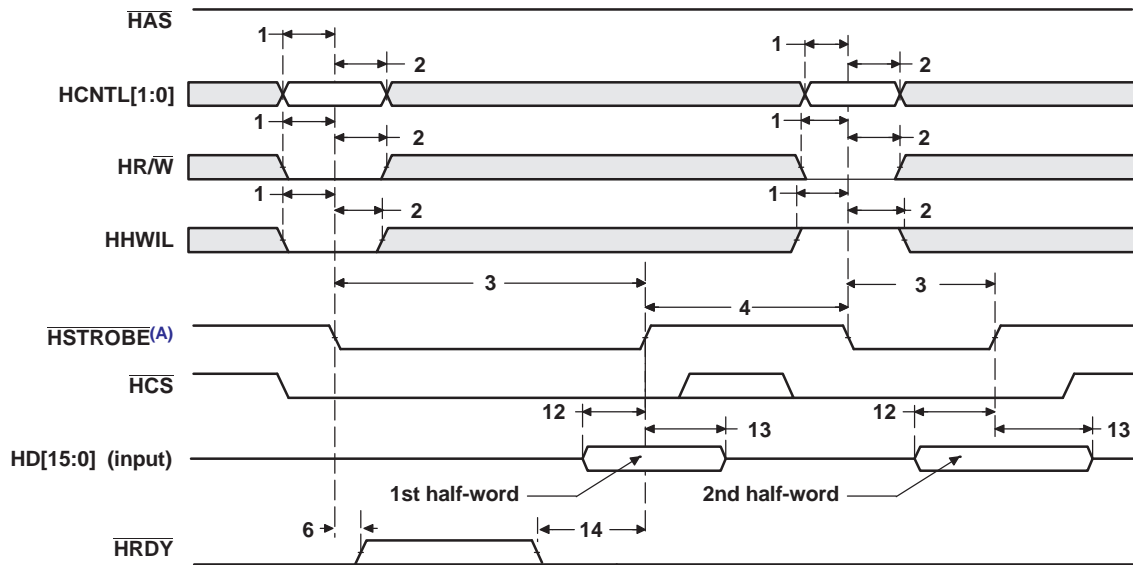 HAS
1
1
2
2
HCNTL[1:0]
1
1
2
2
HR/W
1
1
2
2
HHWIL
3
3
4
HSTROBE(A)
HCS
12
12
13
13
HD[15:0] (input)
1st half-word
2nd half-word
6
14
HRDY